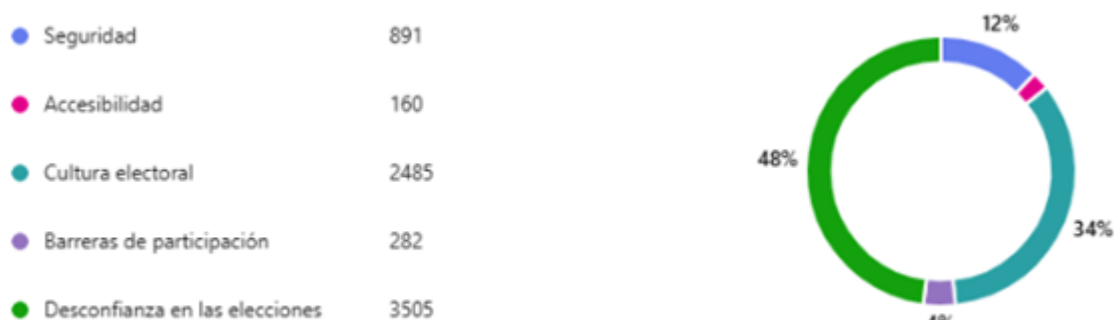 Seguridad 891
Accesibilidad 160
Cultura electoral 2485
Barreras de participación 282
Desconfianza en las elecciones 3505
12%
48%
34%
4%